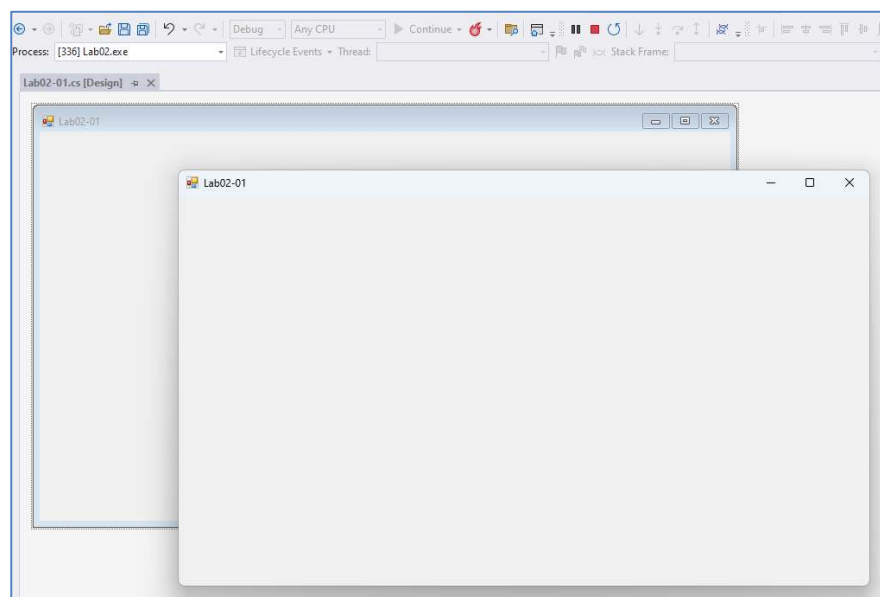 Debug Any CPU Continue
Process: [336] Lab02.exe Lifecycle Events Thread: Stack Frame:
Lab02-01.cs [Design]
Lab02-01
Lab02-01